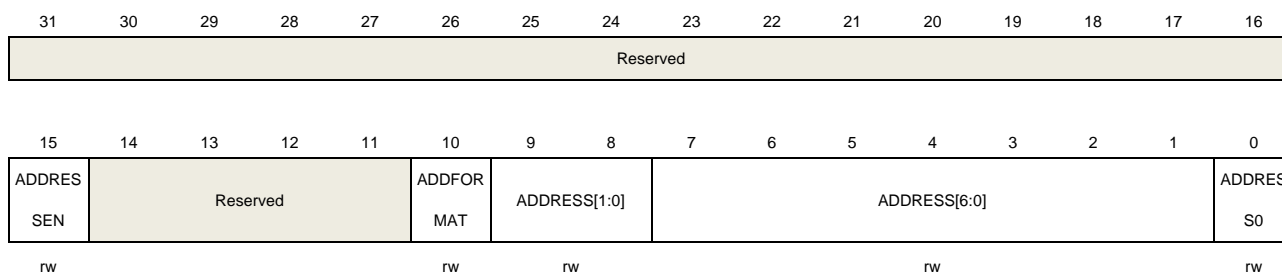 31 30 29 28 27 26 25 24 23 22 21 20 19 18 17 16
Reserved
15 14 13 12 11 10 9 8 7 6 5 4 3 2 1 0
ADDRES Reserved ADDFOR ADDRESS[1:0] ADDRESS[6:0] ADDRES
SEN MAT S0
rw rw rw rw rw